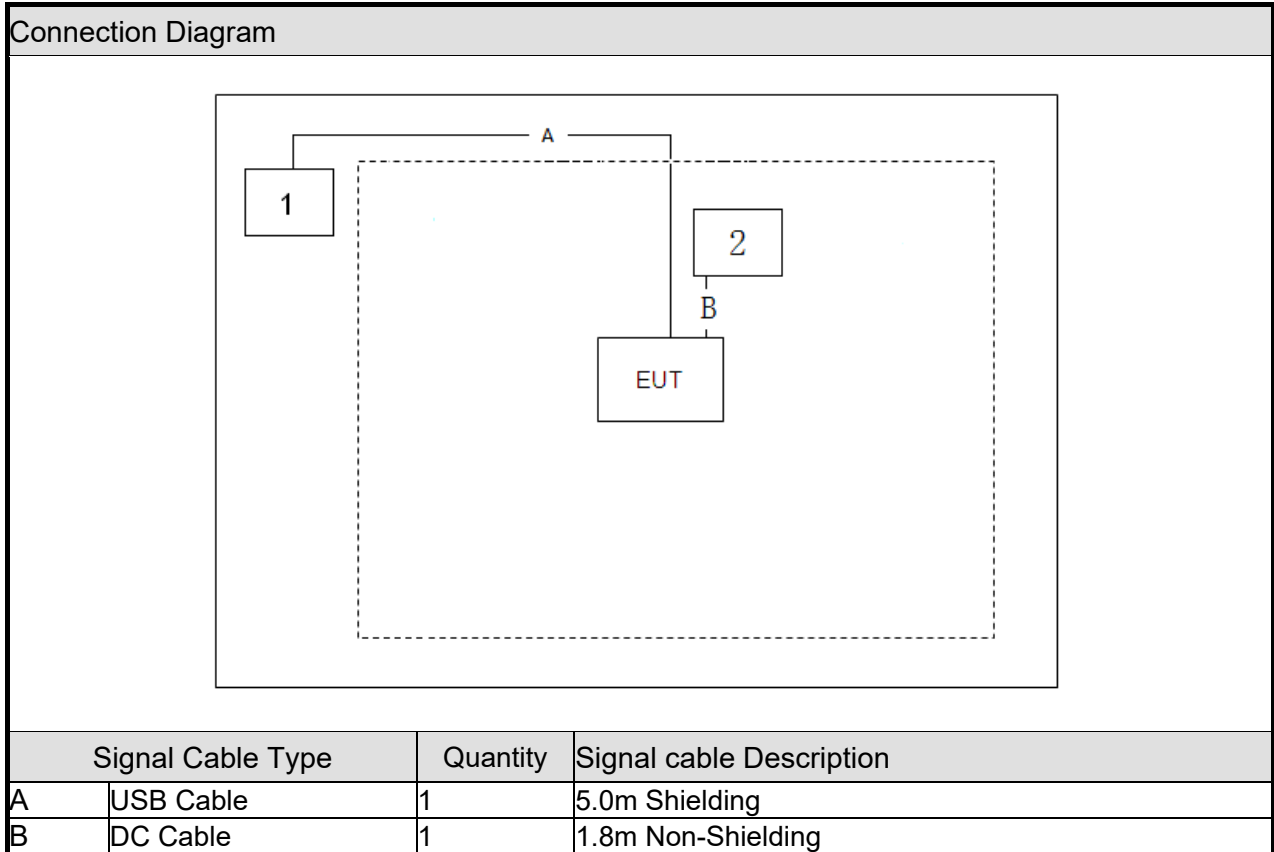 Connection Diagram
A
1
2
B
EUT
Signal Cable Type Quantity Signal cable Description
A USB Cable 1 5.0m Shielding
B DC Cable 1 1.8m Non-Shielding